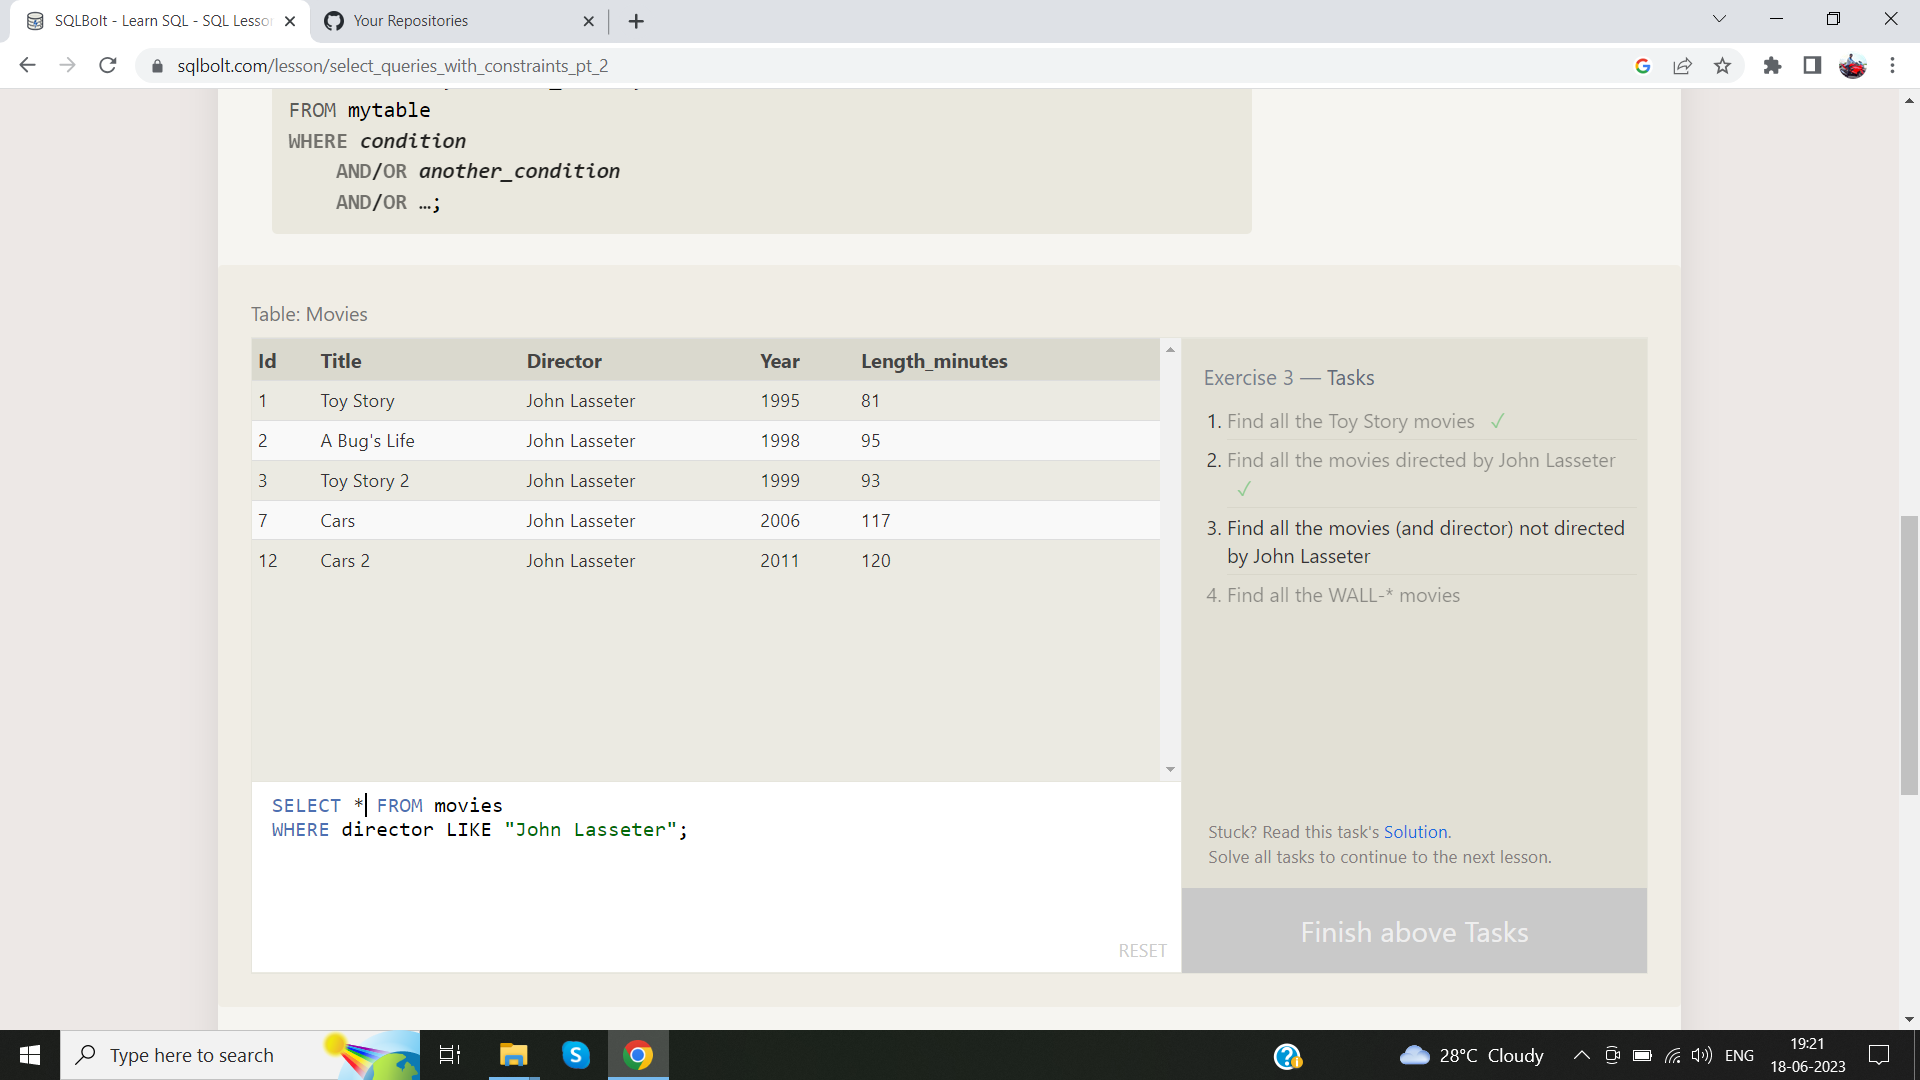 SQLBolt - Learn SQL - SQL Lesso
Your Repositories
sqlbolt.com/lesson/select_queries_with_constraints_pt_2
FROM mytable
WHERE condition
AND/OR another_condition
AND/OR …;
Table: Movies
Id Title Director Year Length_minutes
1 Toy Story John Lasseter 1995 81
2 A Bug's Life John Lasseter 1998 95
3 Toy Story 2 John Lasseter 1999 93
7 Cars John Lasseter 2006 117
12 Cars 2 John Lasseter 2011 120
SELECT * FROM movies
WHERE director LIKE "John Lasseter";
RESET
Exercise 3 — Tasks
1. Find all the Toy Story movies ✓
2. Find all the movies directed by John Lasseter
✓
3. Find all the movies (and director) not directed
by John Lasseter
4. Find all the WALL-* movies
Stuck? Read this task's Solution.
Solve all tasks to continue to the next lesson.
Finish above Tasks
Type here to search
28°C Cloudy
ENG
19:21
18-06-2023